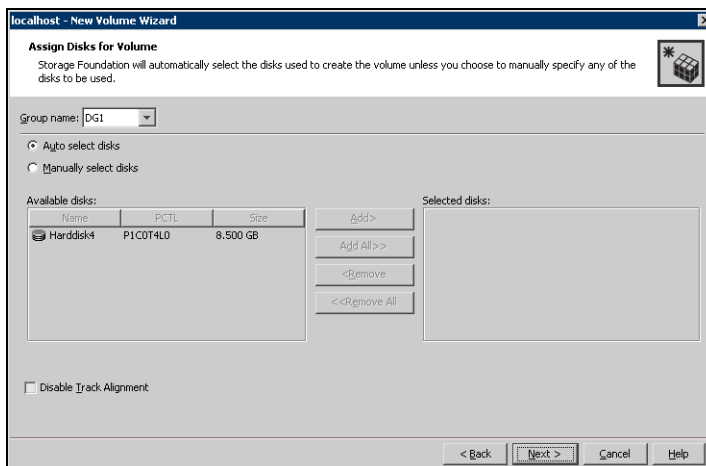 localhost - New Volume Wizard
Assign Disks for Volume
Storage Foundation will automatically select the disks used to create the volume unless you choose to manually specify any of the
disks to be used.
Group name: DG1
Auto select disks
Manually select disks
Available disks:
Selected disks:
Name PCTL Size
Harddisk4 P1C0T4L0 8.500 GB
Add>
Add All>>
<Remove
<<Remove All
Disable Track Alignment
< Back Next > Cancel Help